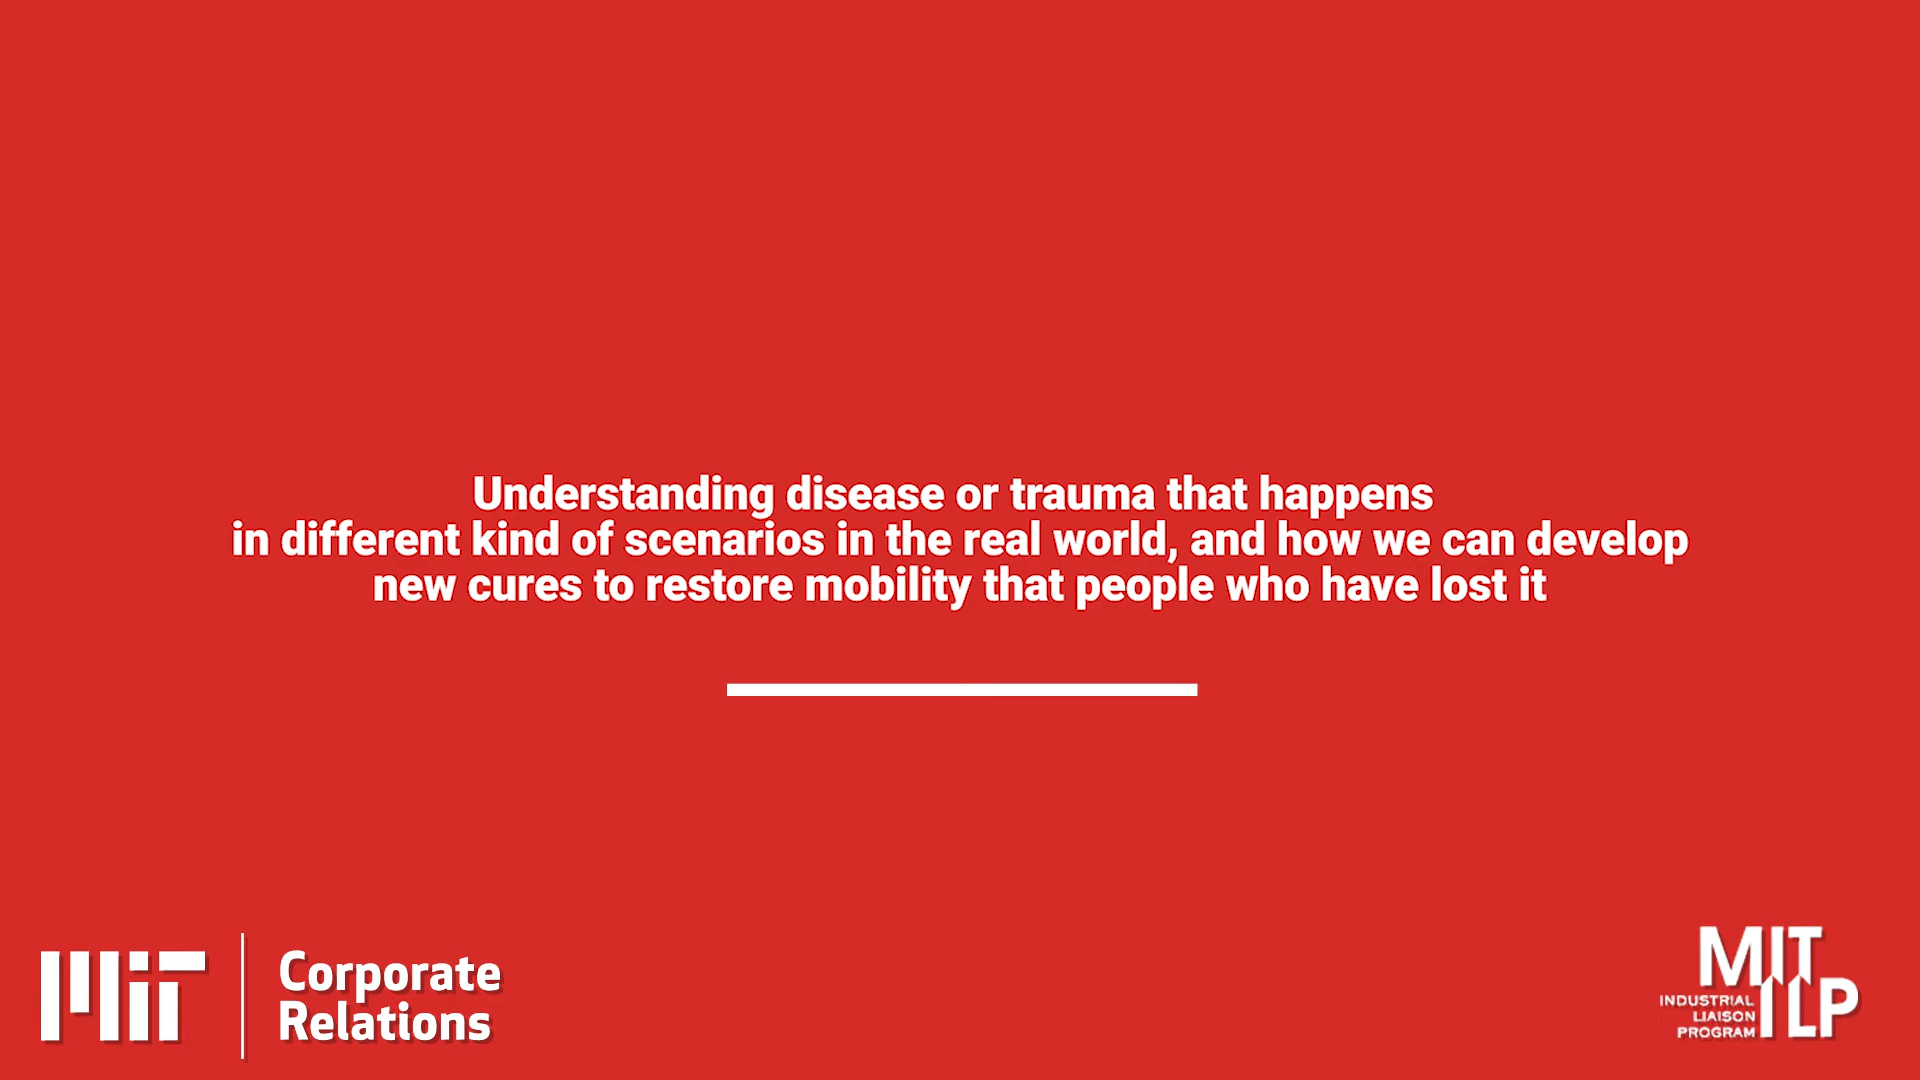 Understanding disease or trauma that happens
in different kind of scenarios in the real world, and how we can develop
new cures to restore mobility that people who have lost it
MIT
Corporate
Relations
MIT
ILP
INDUSTRIAL
LIAISON
PROGRAM